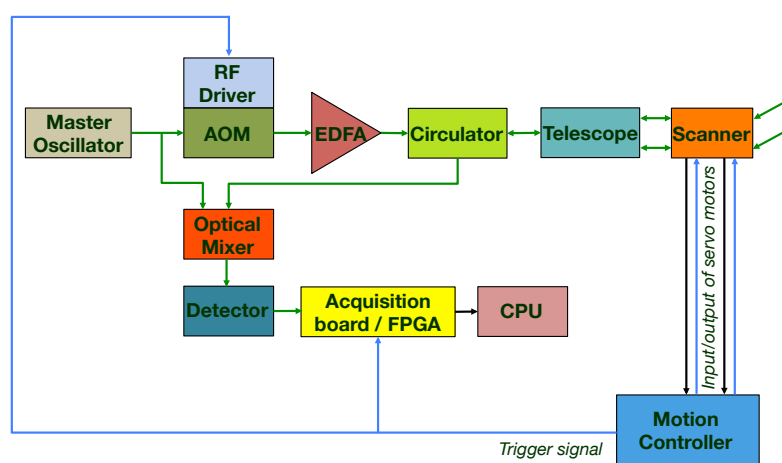 RF
Driver
Master
Oscillator
AOM
EDFA
Circulator
Telescope
Scanner
Optical
Mixer
Input/output of servo motors
Detector
Acquisition
board / FPGA
CPU
Motion
Controller
Trigger signal